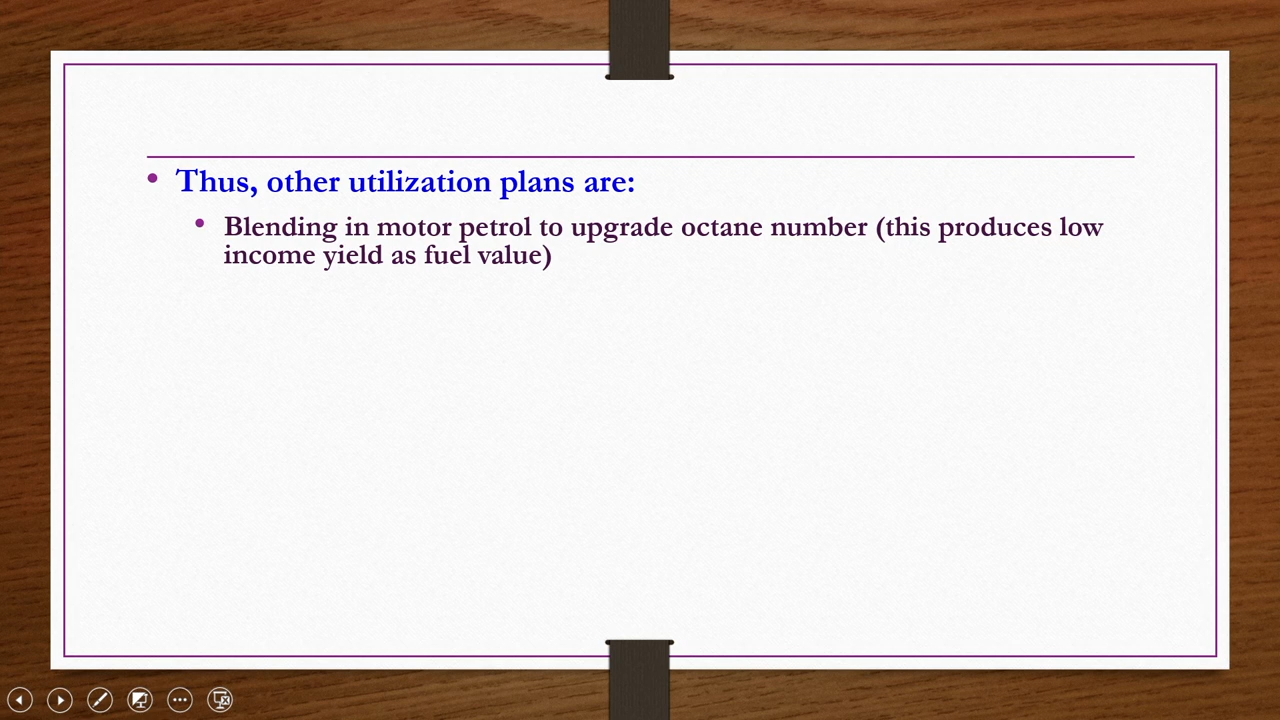 Thus, other utilization plans are:
Blending in motor petrol to upgrade octane number (this produces low
income yield as fuel value)